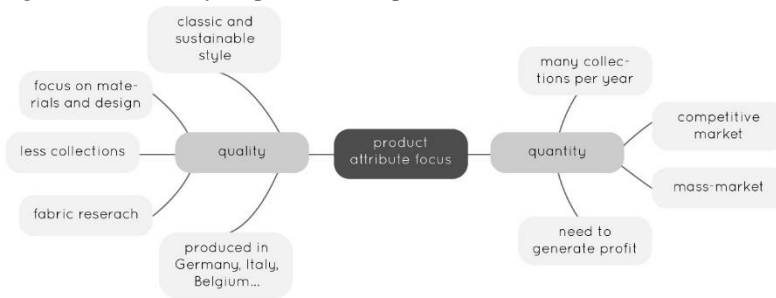 classic and
sustainable
style
focus on mate-
rials and design
less collections
fabric reserach
produced in
Germany, Italy,
Belgium...
quality
product
attribute focus
quantity
many collec-
tions per year
competitive
market
mass-market
need to
generate profit